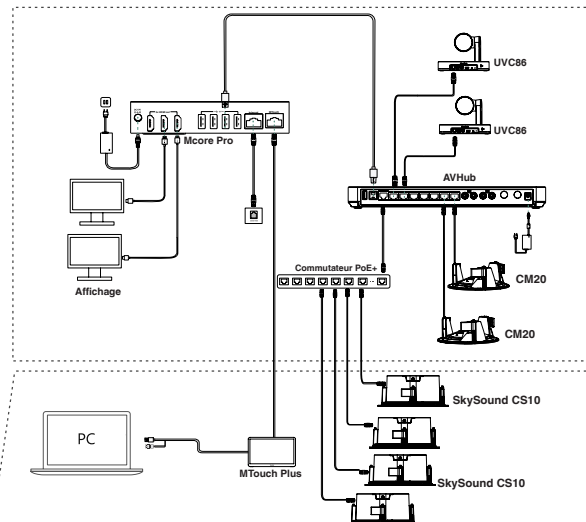 UVC86
Mcore Pro
UVC86
AVHub
Commutateur PoE+
Affichage
CM20
CM20
SkySound CS10
PC
MTouch Plus
SkySound CS10